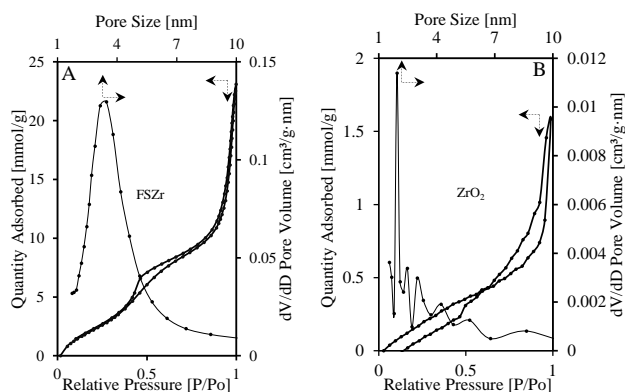 Pore Size [nm]
1 4 7 10
A
25
20
15
10
5
0
Quantity Adsorbed [mmol/g]
FSZr
0.15
0.1
0.05
0
dV/dD Pore Volume [cm³/g·nm]
0 0.5 1
Relative Pressure [P/Po]
Pore Size [nm]
1 4 7 10
B
2
1.5
1
0.5
0
Quantity Adsorbed [mmol/g]
ZrO₂
0.012
0.01
0.008
0.006
0.004
0.002
0
dV/dD Pore Volume [cm³/g·nm]
0 0.5 1
Relative Pressure [P/Po]